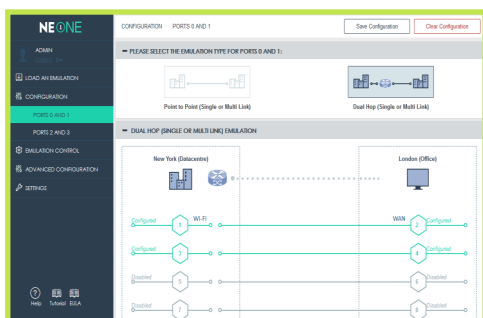 NE ONE
CONFIGURATION PORTS 0 AND 1
Save Configuration
Clear Configuration
ADMIN
PLEASE SELECT THE EMULATION TYPE FOR PORTS 0 AND 1:
LOAD AN EMULATION
CONFIGURATION
PORTS 0 AND 1
PORTS 2 AND 3
EMULATION CONTROL
ADVANCED CONFIGURATION
SETTINGS
Help Tutorial EULA
Point to Point (Single or Multi Link)
Dual Hop (Single or Multi Link)
DUAL HOP (SINGLE OR MULTI LINK) EMULATION
New York (Datacentre)
London (Office)
Configured 1 Wi-Fi WAN 2 Configured
Configured 3 4 Configured
Disabled 5 6 Disabled
Disabled 7 8 Disabled